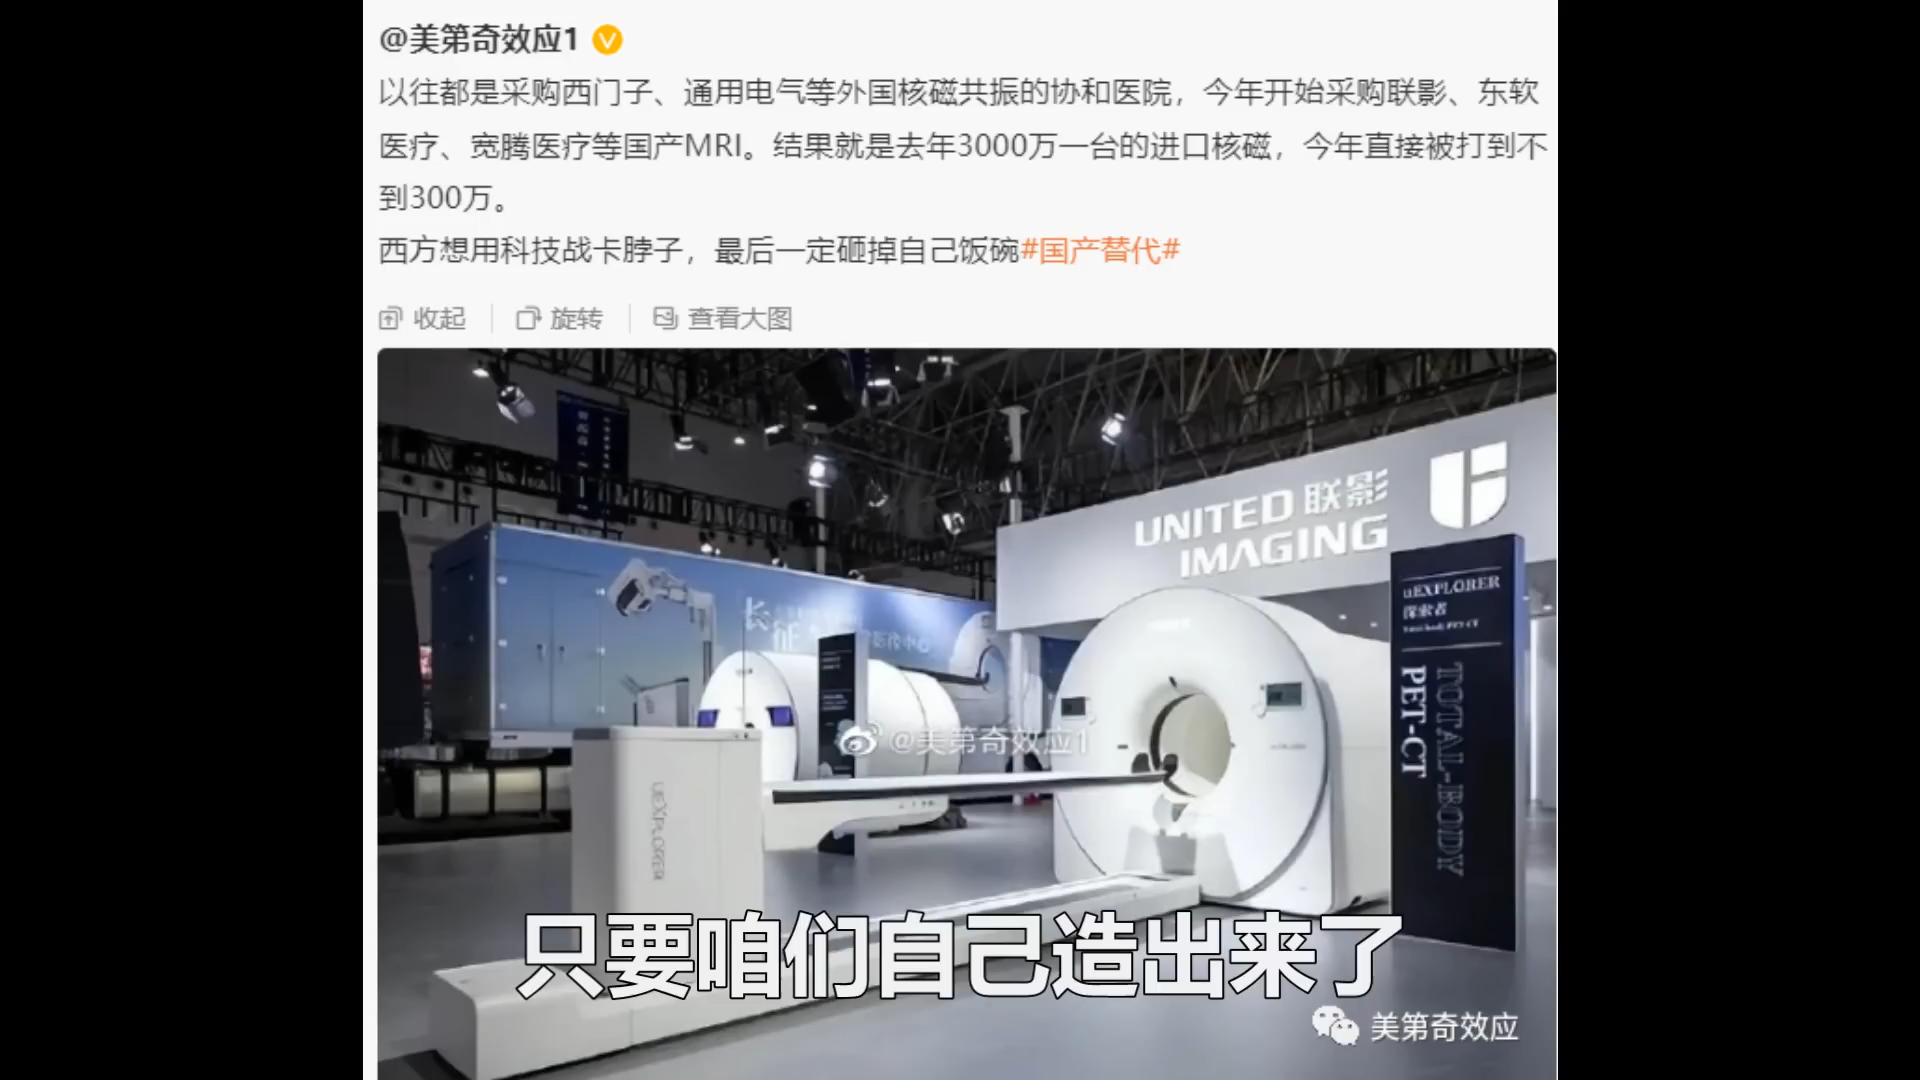 @美第奇效应1
以往都是采购西门子、通用电气等外国核磁共振的协和医院，今年开始采购联影、东软
医疗、宽腾医疗等国产MRI。结果就是去年3000万一台的进口核磁，今年直接被打到不
到300万。
西方想用科技战卡脖子，最后一定砸掉自己饭碗#国产替代#
收起
旋转
查看大图
UNITED 联影
IMAGING
uEXPLORER
探索者
PET-CT
TOTAL-BODY
长征
@美第奇效应1
uEXPLORER
只要咱们自己造出来了
美第奇效应